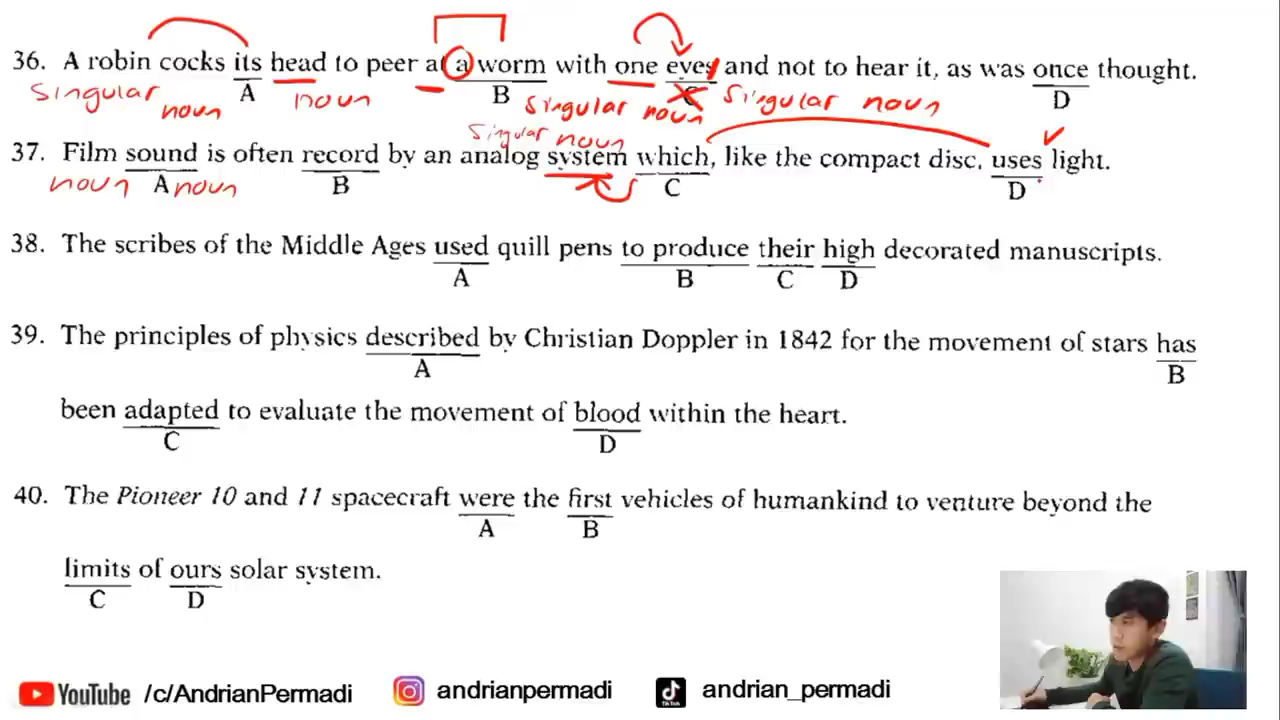 36. A robin cocks its head to peer at a worm with one eyes and not to hear it, as was once thought.
A B C D
Singular noun noun Singular noun Singular noun
Singular noun
37. Film sound is often record by an analog system which, like the compact disc, uses light.
noun A noun B C D
38. The scribes of the Middle Ages used quill pens to produce their high decorated manuscripts.
A B C D
39. The principles of physics described by Christian Doppler in 1842 for the movement of stars has
A B
been adapted to evaluate the movement of blood within the heart.
C D
40. The Pioneer 10 and 11 spacecraft were the first vehicles of humankind to venture beyond the
A B
limits of ours solar system.
C D
YouTube /c/AndrianPermadi andrianpermadi andrian_permadi